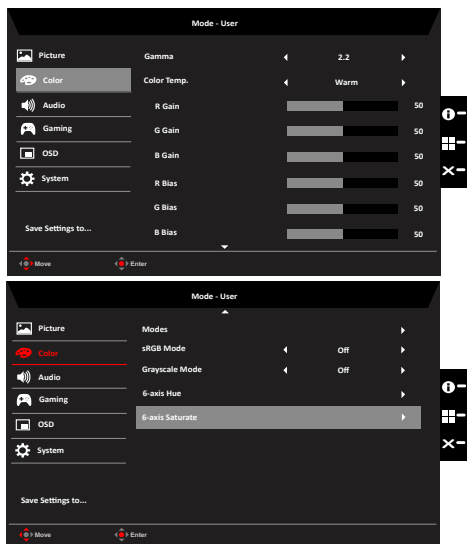 Mode - User
Picture
Gamma 2.2
Color
Color Temp. Warm
Audio
R Gain 50
Gaming
G Gain 50
OSD
B Gain 50
System
R Bias 50
G Bias 50
Save Settings to...
B Bias 50
Move Enter
Mode - User
Picture
Modes
Color
sRGB Mode Off
Audio
Grayscale Mode Off
Gaming
6-axis Hue
OSD
6-axis Saturate
System
Save Settings to...
Move Enter